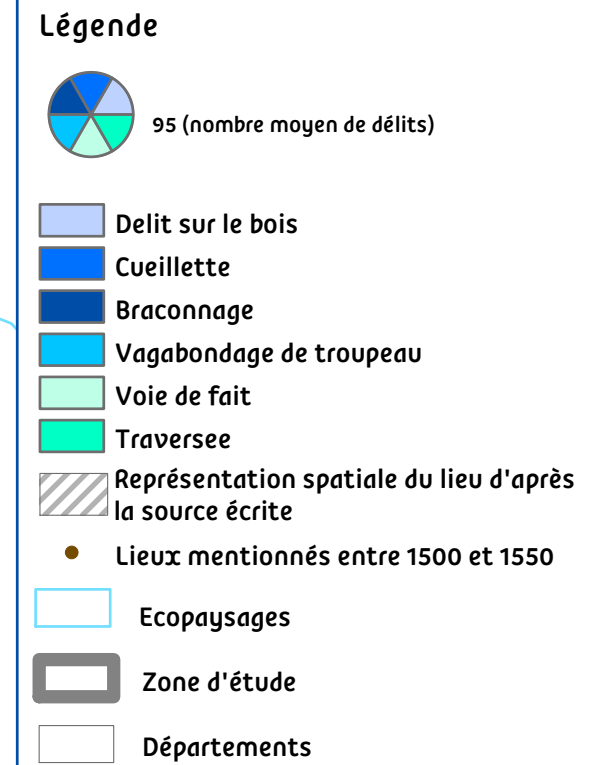 Légende
95 (nombre moyen de délits)
Delit sur le bois
Cueillette
Braconnage
Vagabondage de troupeau
Voie de fait
Traversee
Représentation spatiale du lieu d'après
la source écrite
Lieux mentionnés entre 1500 et 1550
Ecopaysages
Zone d'étude
Départements